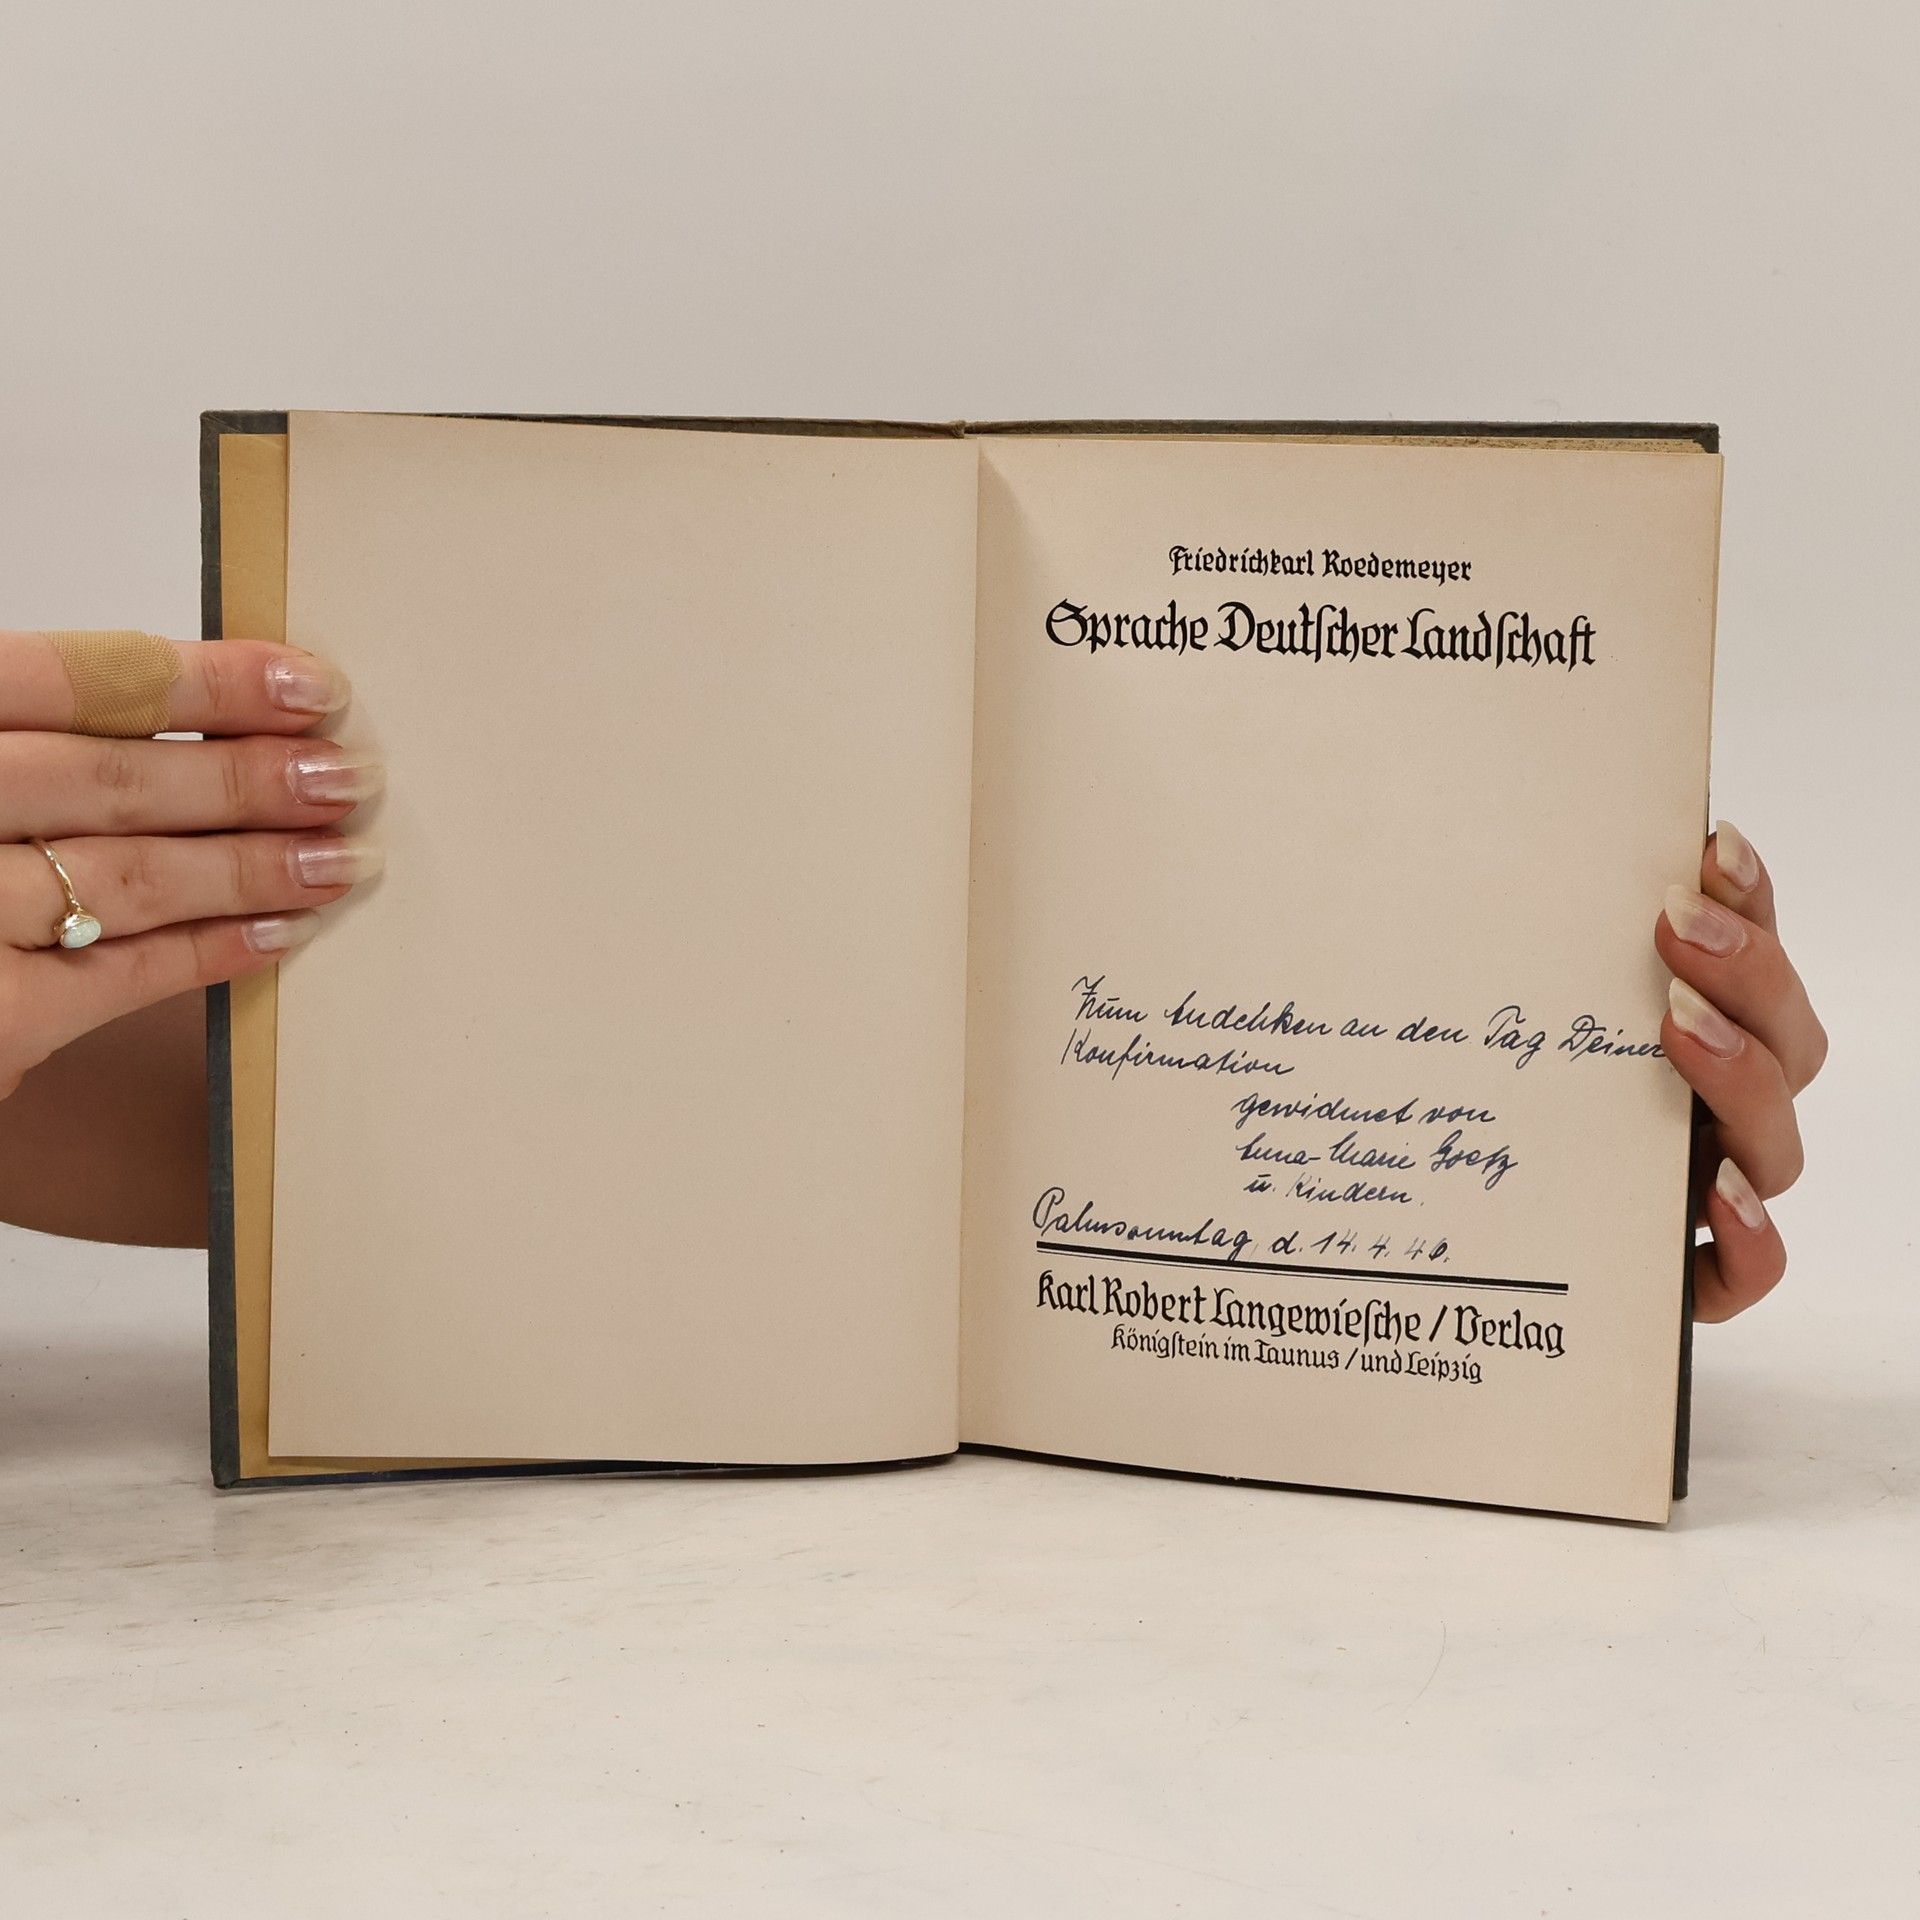 Friedrichkarl Roedemeyer
Sprache Deutſcher Landſchaft
Zum Andenken an den Tag Deiner
Konfirmation
gewidmet von
Anna-Marie Goetz
u. Kindern.
Palmsonntag, d. 14. 4. 46.
Karl Robert Langewieſche / Verlag
Königſtein im Taunus / und Leipzig